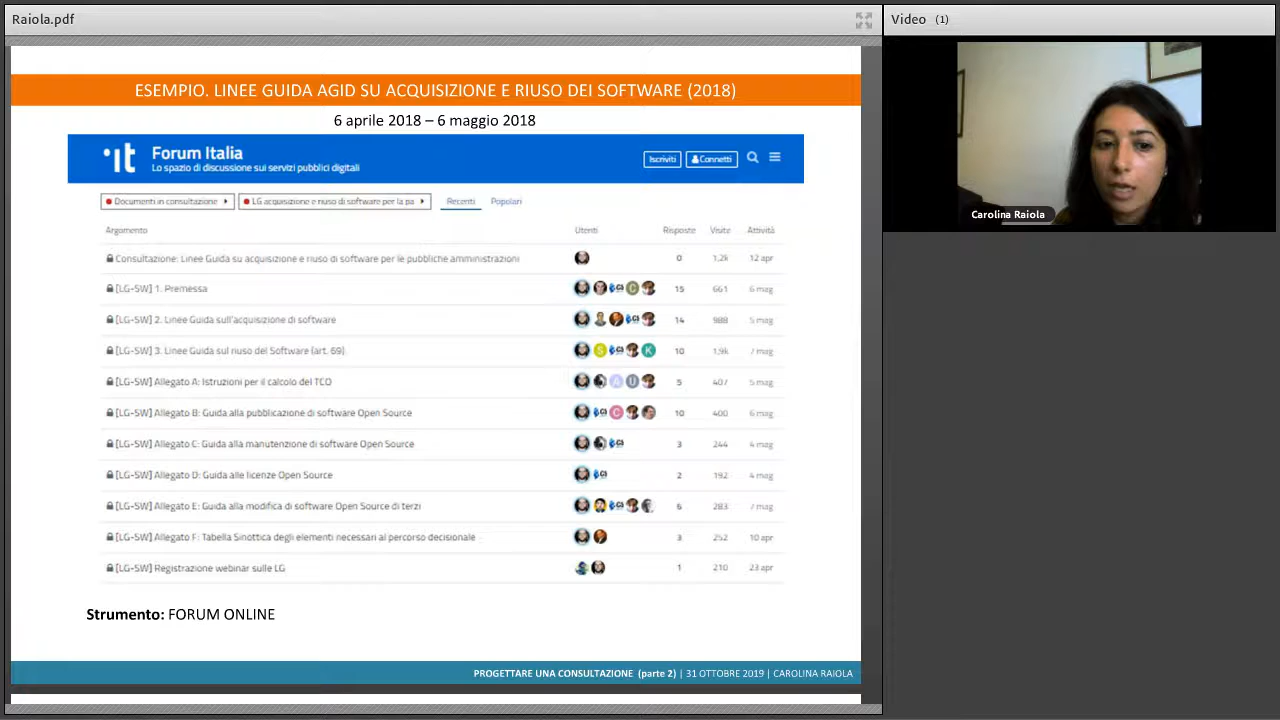 Raiola.pdf
Video (1)
ESEMPIO. LINEE GUIDA AGID SU ACQUISIZIONE E RIUSO DEI SOFTWARE (2018)
6 aprile 2018 – 6 maggio 2018
Forum Italia
Lo spazio di discussione sui servizi pubblici digitali
Iscriviti Connetti
Documenti in consultazione LG acquisizione e riuso di software per la pa Recenti Popolari
Argomento Utenti Risposte Visite Attività
Consultazione: Linee Guida su acquisizione e riuso di software per le pubbliche amministrazioni 0 1,2k 12 apr
[LG-SW] 1. Premessa 15 661 6 mag
[LG-SW] 2. Linee Guida sull'acquisizione di software 14 988 5 mag
[LG-SW] 3. Linee Guida sul riuso del Software (art. 69) 10 1,9k 7 mag
[LG-SW] Allegato A: Istruzioni per il calcolo del TCO 5 407 5 mag
[LG-SW] Allegato B: Guida alla pubblicazione di software Open Source 10 400 6 mag
[LG-SW] Allegato C: Guida alla manutenzione di software Open Source 3 244 4 mag
[LG-SW] Allegato D: Guida alle licenze Open Source 2 192 4 mag
[LG-SW] Allegato E: Guida alla modifica di software Open Source di terzi 6 283 7 mag
[LG-SW] Allegato F: Tabella Sinottica degli elementi necessari al percorso decisionale 3 252 10 apr
[LG-SW] Registrazione webinar sulle LG 1 210 23 apr
Strumento: FORUM ONLINE
PROGETTARE UNA CONSULTAZIONE (parte 2) | 31 OTTOBRE 2019 | CAROLINA RAIOLA
Carolina Raiola